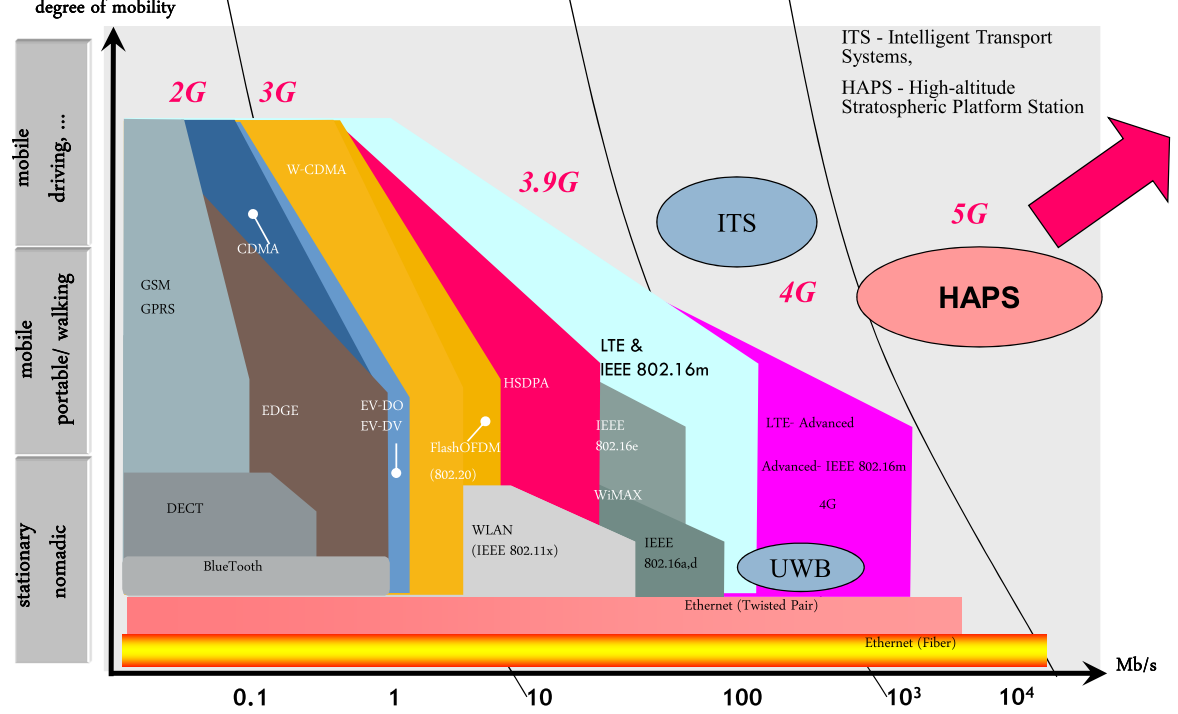 degree of mobility
ITS - Intelligent Transport
Systems,
HAPS - High-altitude
Stratospheric Platform Station
2G
3G
3.9G
4G
5G
mobile
driving, ...
mobile
portable/ walking
stationary
nomadic
W-CDMA
ITS
CDMA
HAPS
GSM
GPRS
LTE &
IEEE 802.16m
HSDPA
EDGE
EV-DO
EV-DV
IEEE
802.16e
LTE- Advanced
FlashOFDM
(802.20)
Advanced- IEEE 802.16m
WiMAX
4G
DECT
WLAN
(IEEE 802.11x)
IEEE
802.16a,d
BlueTooth
UWB
Ethernet (Twisted Pair)
Ethernet (Fiber)
Mb/s
0.1
1
10
100
10³
10⁴